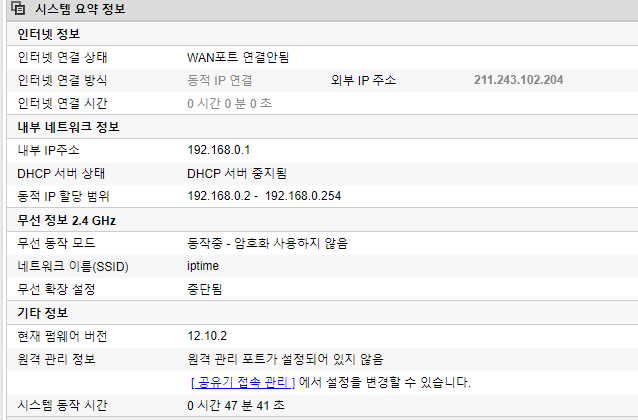 시스템 요약 정보
인터넷 정보
인터넷 연결 상태 WAN포트 연결안됨
인터넷 연결 방식 동적 IP 연결 외부 IP 주소 211.243.102.204
인터넷 연결 시간 0 시간 0 분 0 초
내부 네트워크 정보
내부 IP주소 192.168.0.1
DHCP 서버 상태 DHCP 서버 중지됨
동적 IP 할당 범위 192.168.0.2 - 192.168.0.254
무선 정보 2.4 GHz
무선 동작 모드 동작중 - 암호화 사용하지 않음
네트워크 이름(SSID) iptime
무선 확장 설정 중단됨
기타 정보
현재 펌웨어 버전 12.10.2
원격 관리 정보 원격 관리 포트가 설정되어 있지 않음
[ 공유기 접속 관리 ] 에서 설정을 변경할 수 있습니다.
시스템 동작 시간 0 시간 47 분 41 초